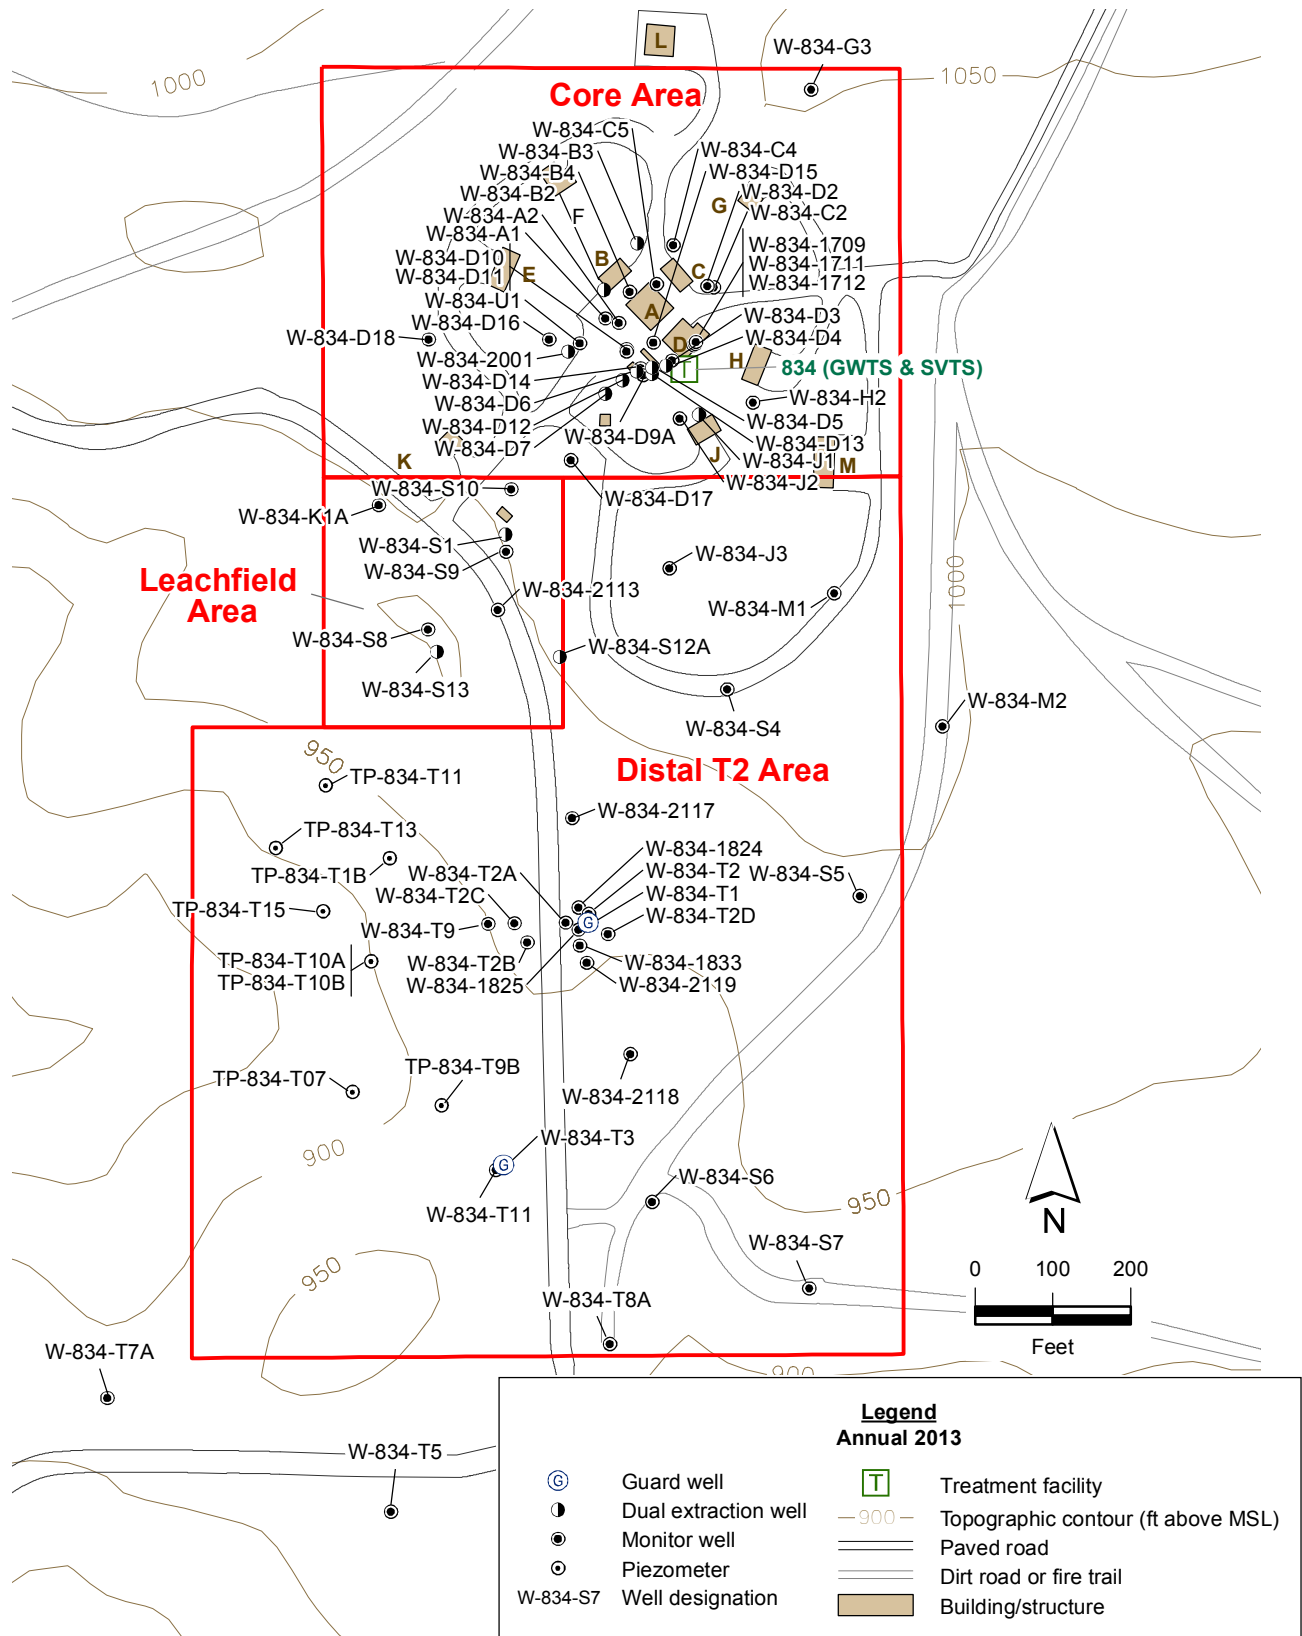 L
W-834-G3
1000
1050
Core Area
W-834-C5
W-834-B3
W-834-C4
W-834-B4
W-834-D15
W-834-B2
G
W-834-D2
W-834-A2
F
W-834-C2
W-834-A1
W-834-1709
W-834-D10
B
W-834-1711
W-834-D11
E
C
W-834-1712
W-834-U1
A
W-834-D3
W-834-D16
W-834-D18
D
W-834-D4
W-834-2001
H
T
834 (GWTS & SVTS)
W-834-D14
W-834-D6
W-834-H2
W-834-D12
W-834-D5
W-834-D9A
W-834-D13
W-834-D7
J
W-834-J1
K
M
W-834-J2
W-834-S10
W-834-D17
W-834-K1A
W-834-S1
W-834-J3
W-834-S9
Leachfield
Area
W-834-2113
1000
W-834-M1
W-834-S8
W-834-S12A
W-834-S13
W-834-M2
W-834-S4
950
Distal T2 Area
TP-834-T11
W-834-2117
TP-834-T13
W-834-1824
TP-834-T1B
W-834-T2A
W-834-T2
W-834-S5
W-834-T2C
W-834-T1
TP-834-T15
W-834-T2D
G
W-834-T9
TP-834-T10A
W-834-T2B
W-834-1833
TP-834-T10B
W-834-1825
W-834-2119
TP-834-T9B
TP-834-T07
W-834-2118
W-834-T3
900
G
W-834-S6
950
W-834-T11
N
W-834-S7
950
0 100 200
W-834-T8A
Feet
W-834-T7A
900
W-834-T5
Legend
Annual 2013
G Guard well
Dual extraction well
Monitor well
Piezometer
W-834-S7 Well designation
T Treatment facility
900 Topographic contour (ft above MSL)
Paved road
Dirt road or fire trail
Building/structure